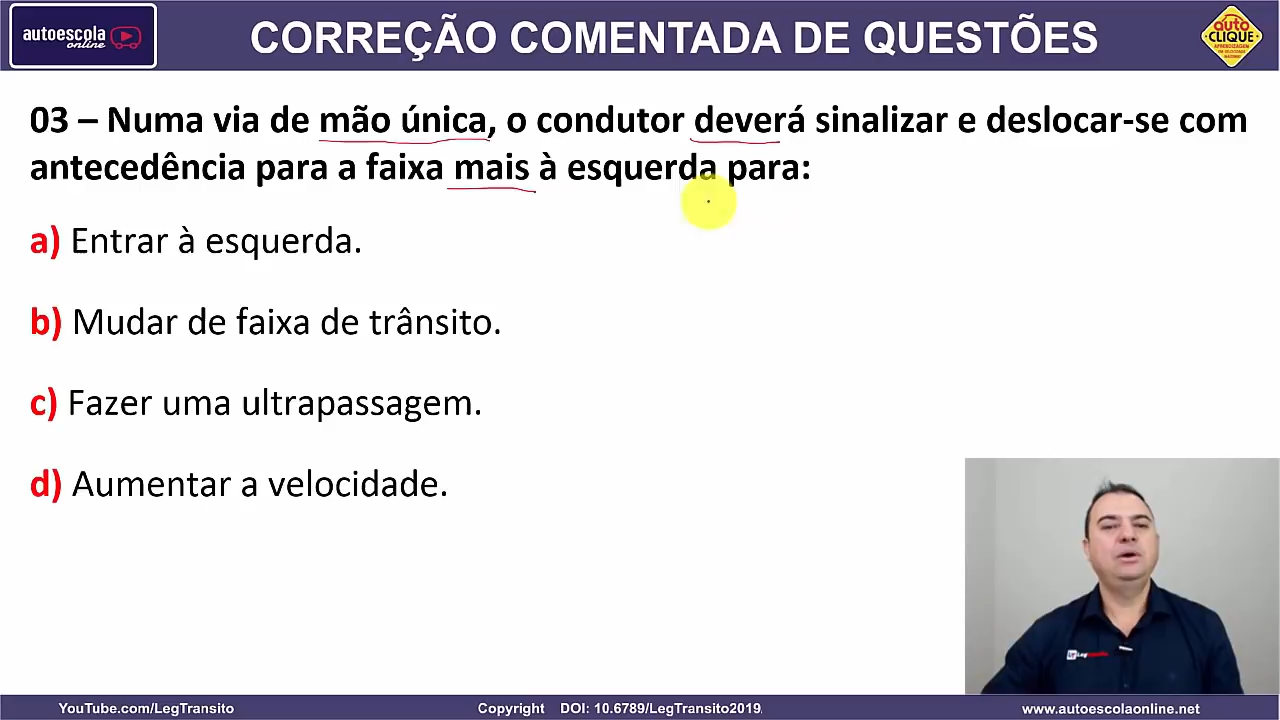 autoescola
online
CORREÇÃO COMENTADA DE QUESTÕES
auto
CLIQUE
03 – Numa via de mão única, o condutor deverá sinalizar e deslocar-se com
antecedência para a faixa mais à esquerda para:
a) Entrar à esquerda.
b) Mudar de faixa de trânsito.
c) Fazer uma ultrapassagem.
d) Aumentar a velocidade.
YouTube.com/LegTransito
Copyright DOI: 10.6789/LegTransito2019
www.autoescolaonline.net